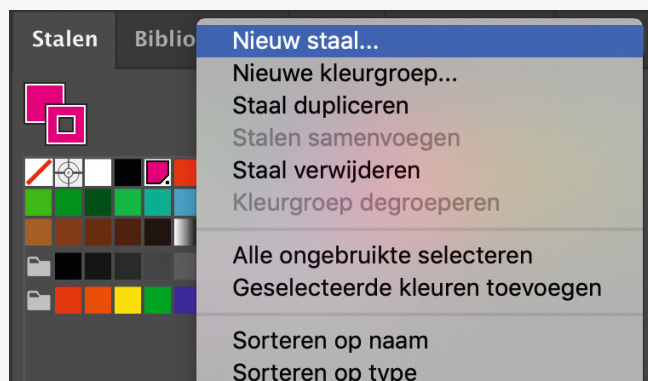 Stalen
Biblio
Nieuw staal...
Nieuwe kleurgroep...
Staal dupliceren
Stalen samenvoegen
Staal verwijderen
Kleurgroep degroeperen
Alle ongebruikte selecteren
Geselecteerde kleuren toevoegen
Sorteren op naam
Sorteren op type